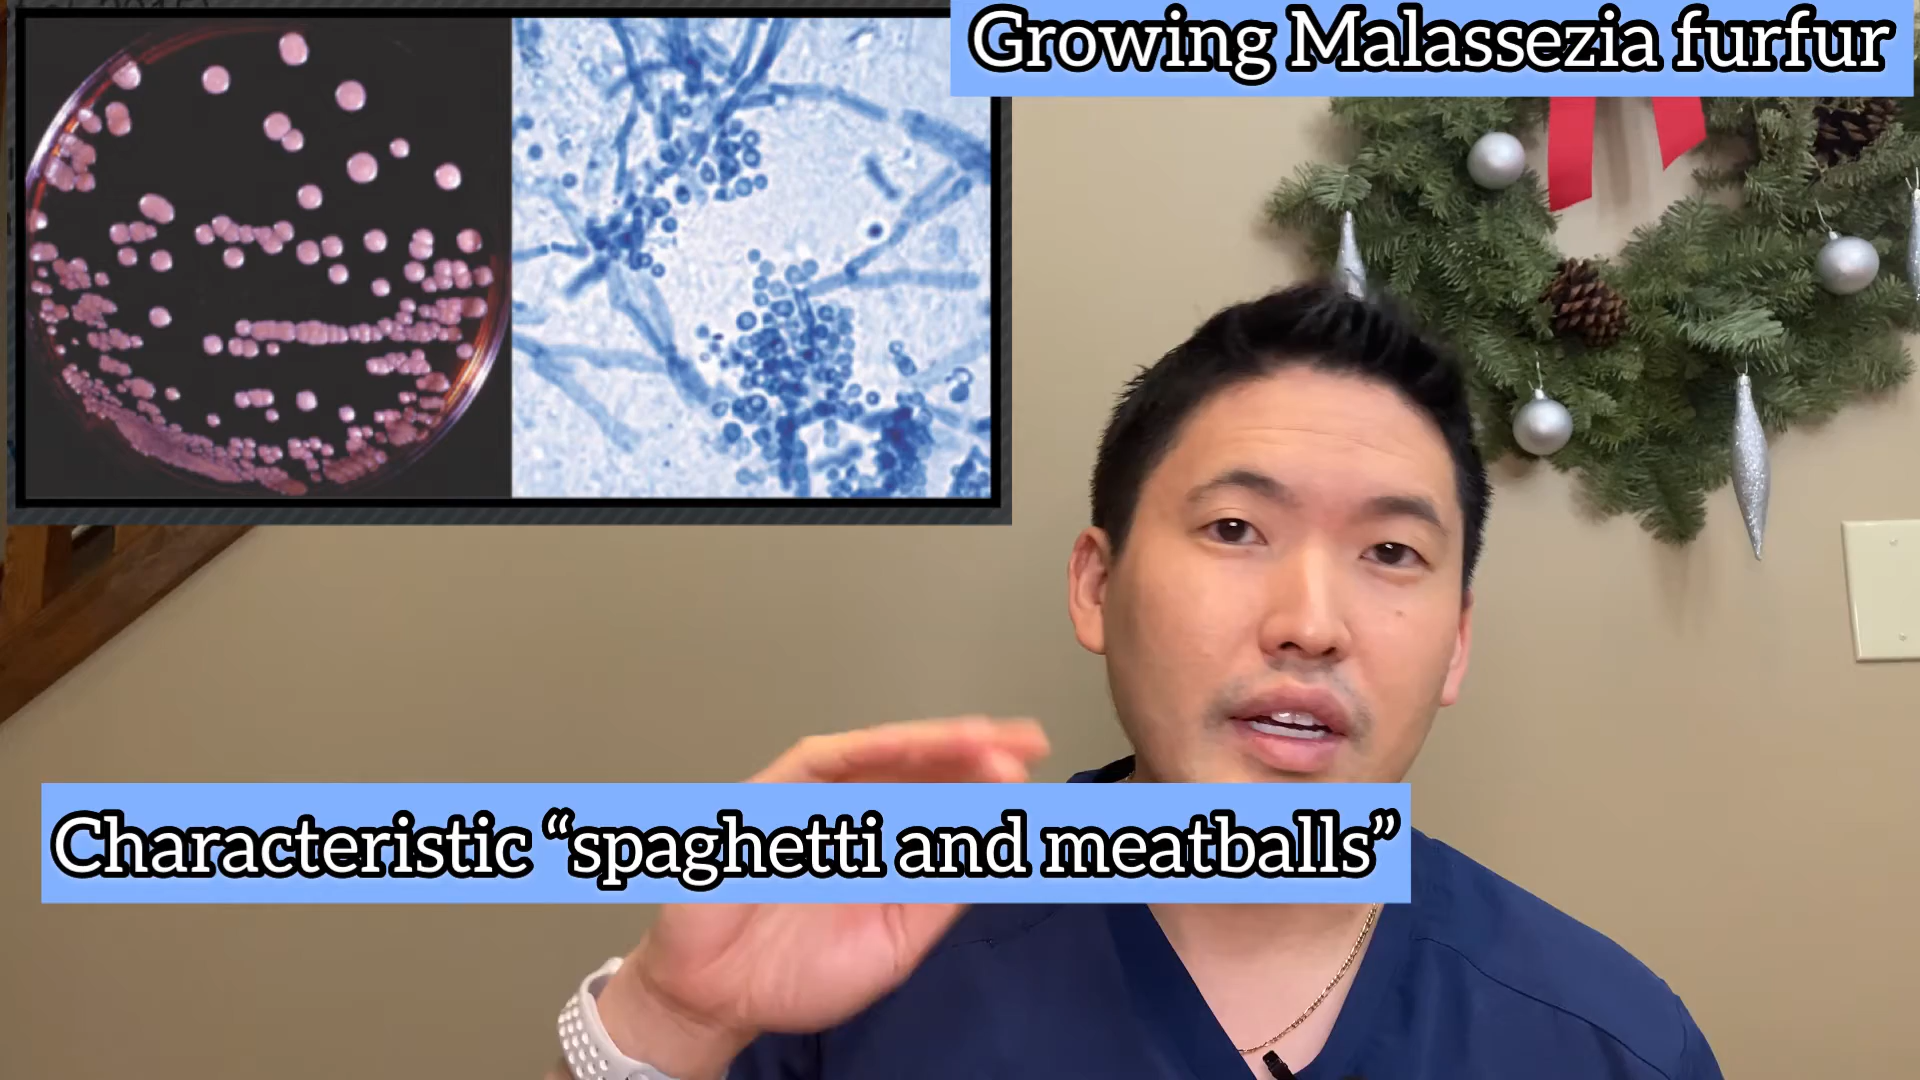 Growing Malassezia furfur
Characteristic “spaghetti and meatballs”